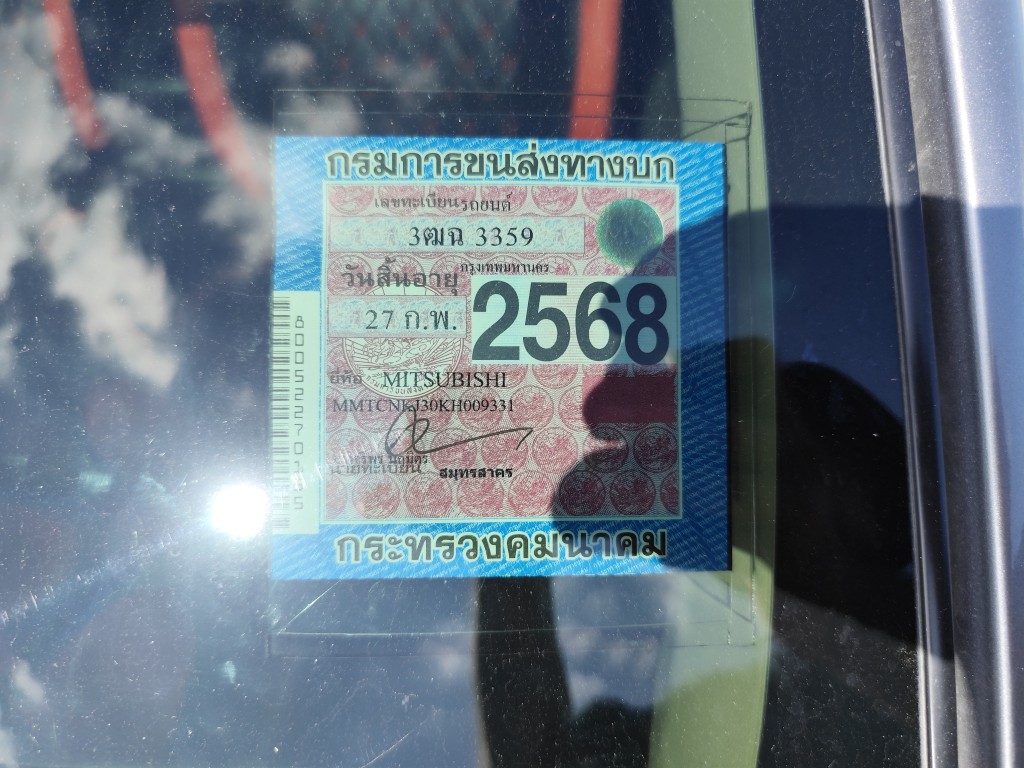 กรมการขนส่งทางบก
เลขทะเบียนรถยนต์
3ฒฉ 3359
กรุงเทพมหานคร
วันสิ้นอายุ
27 ก.พ. 2568
ยี่ห้อ MITSUBISHI
MMTCNKJ30KH009331
นายทะเบียน สมุทรสาคร
กระทรวงคมนาคม